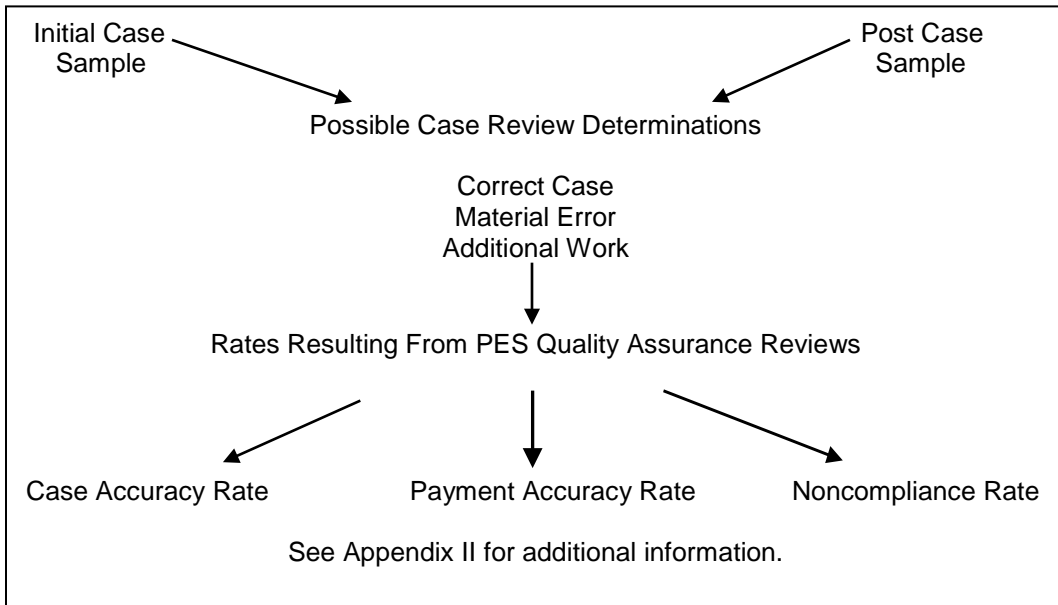 Initial Case
Sample
Post Case
Sample
Possible Case Review Determinations
Correct Case
Material Error
Additional Work
Rates Resulting From PES Quality Assurance Reviews
Case Accuracy Rate
Payment Accuracy Rate
Noncompliance Rate
See Appendix II for additional information.